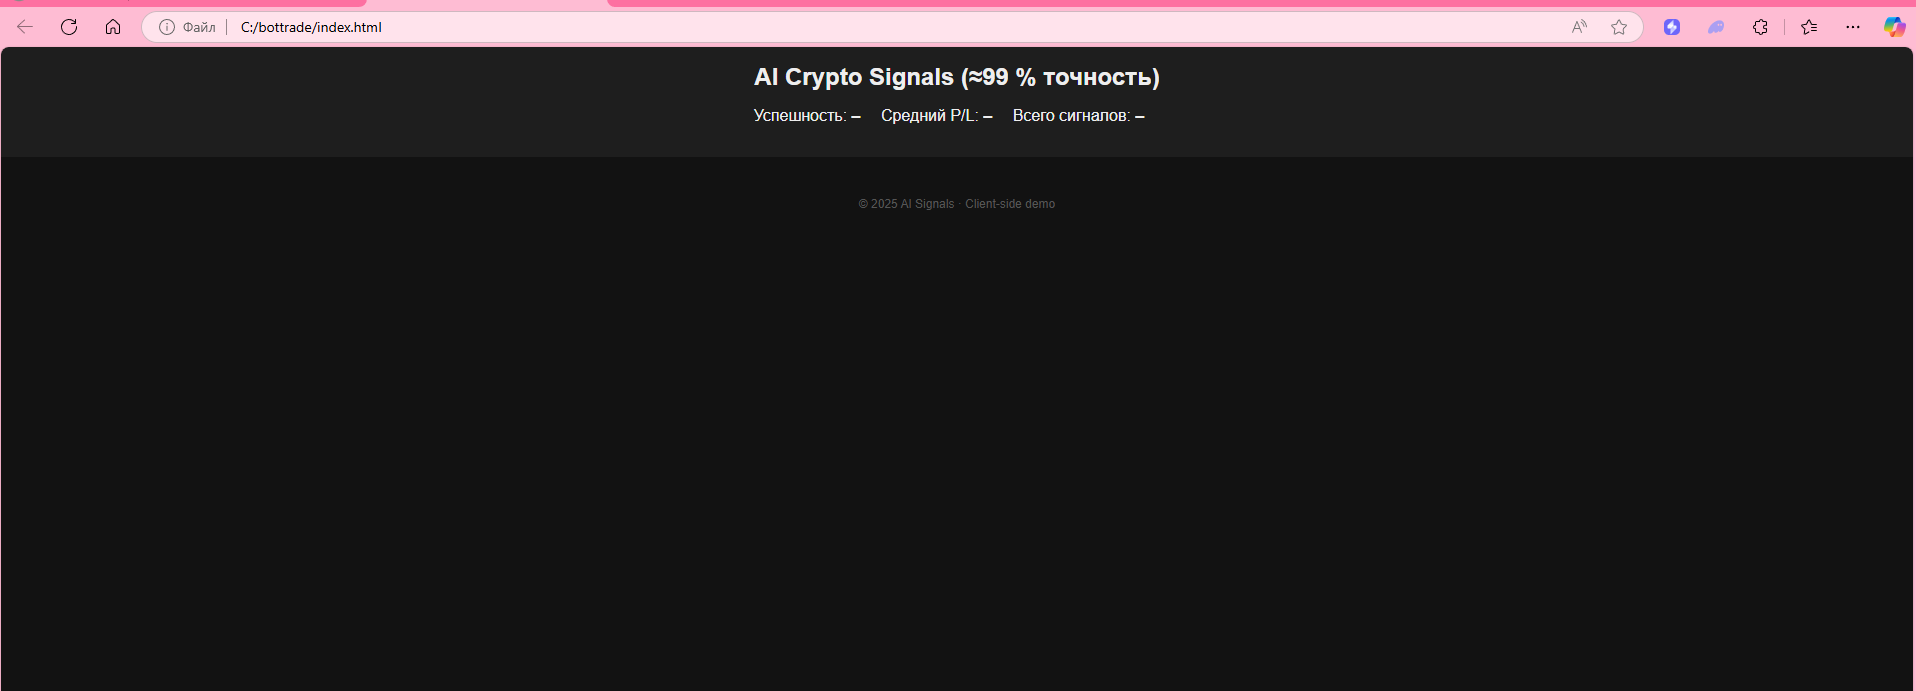 Файл
C:/bottrade/index.html
AI Crypto Signals (≈99 % точность)
Успешность: – Средний P/L: – Всего сигналов: –
© 2025 AI Signals · Client-side demo